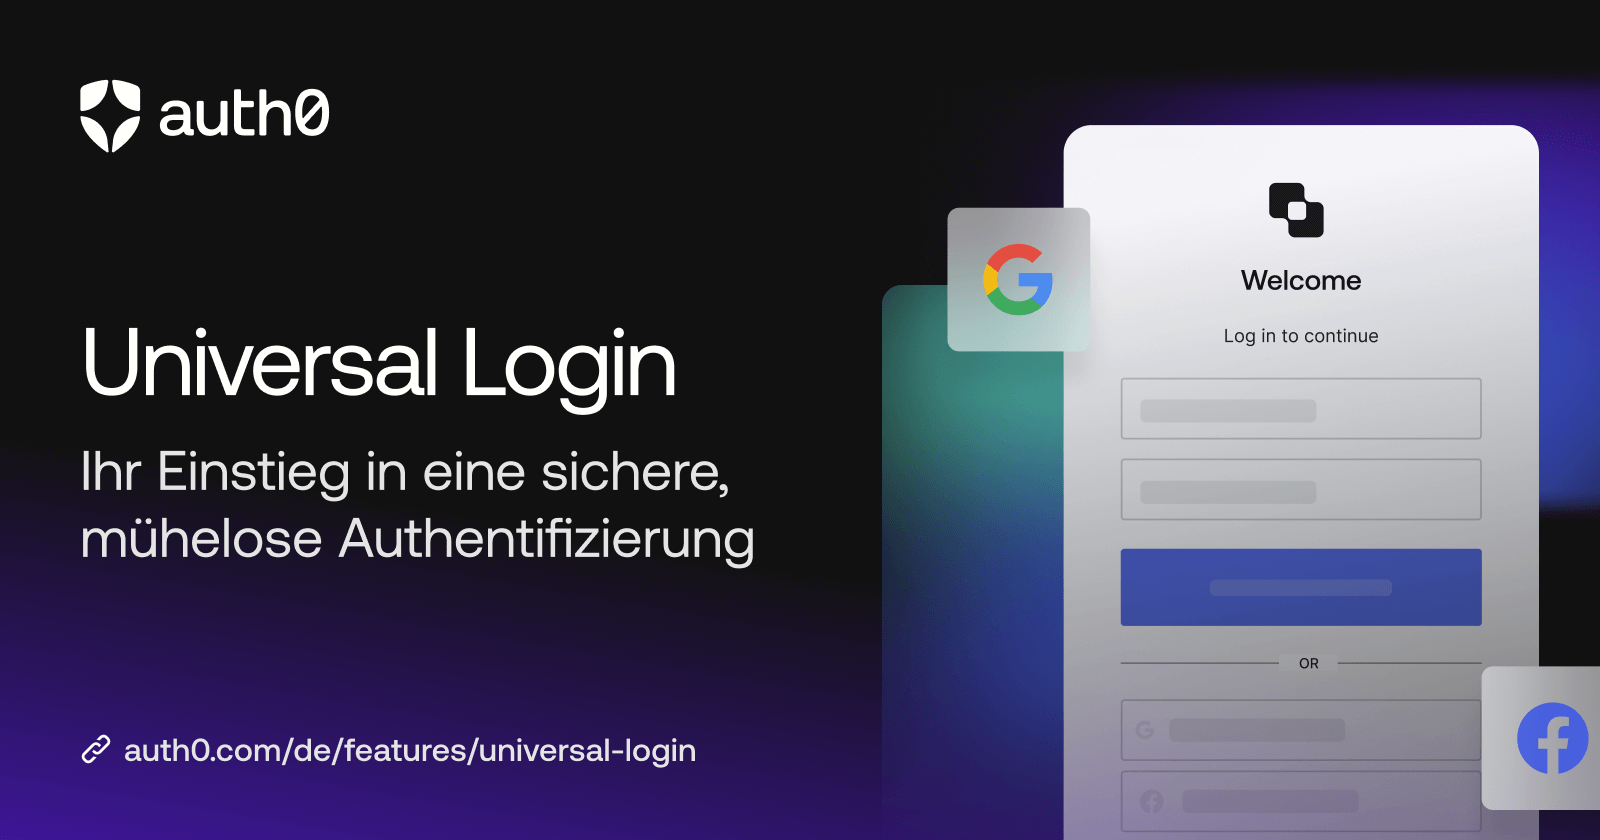 auth0
Universal Login
Ihr Einstieg in eine sichere,
mühelose Authentifizierung
auth0.com/de/features/universal-login
Welcome
Log in to continue
OR